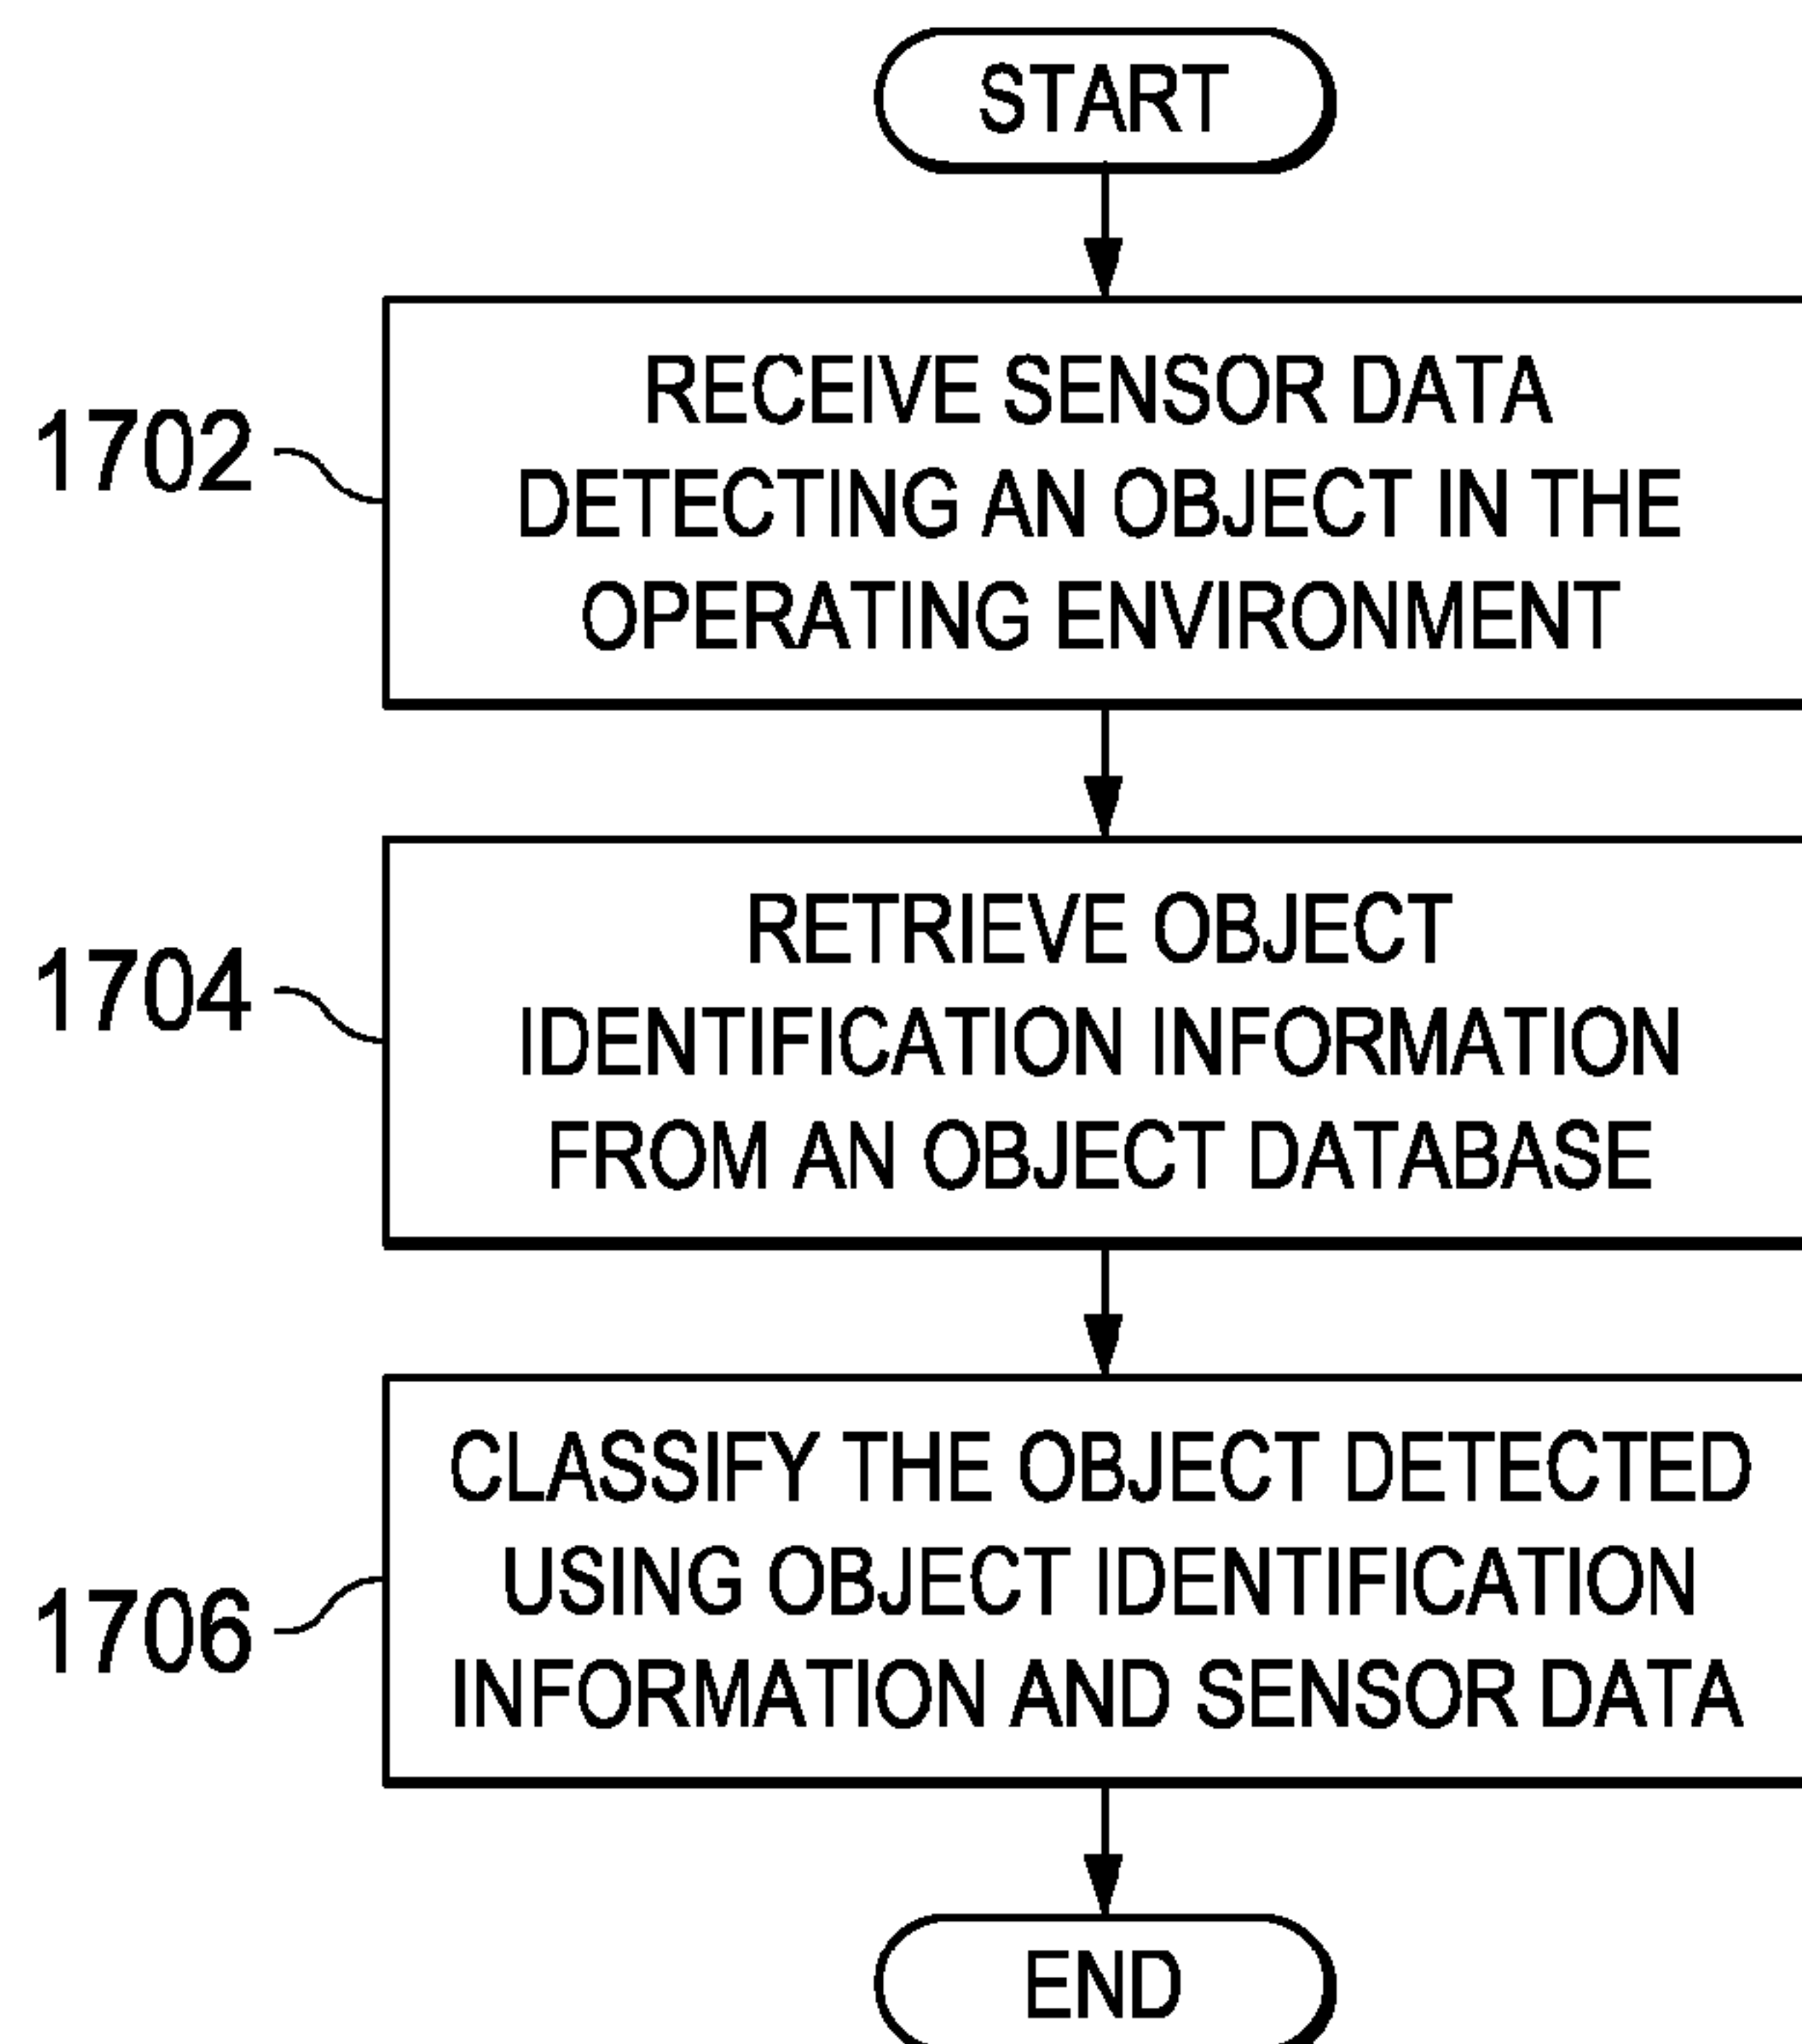 START
1702
RECEIVE SENSOR DATA
DETECTING AN OBJECT IN THE
OPERATING ENVIRONMENT
1704
RETRIEVE OBJECT
IDENTIFICATION INFORMATION
FROM AN OBJECT DATABASE
1706
CLASSIFY THE OBJECT DETECTED
USING OBJECT IDENTIFICATION
INFORMATION AND SENSOR DATA
END